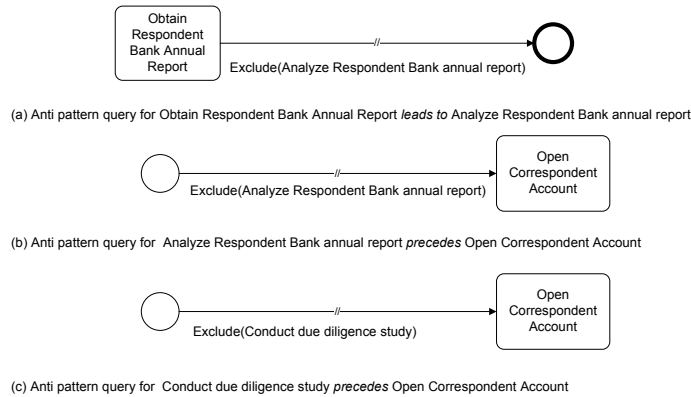 Obtain
Respondent
Bank Annual
Report
//
Exclude(Analyze Respondent Bank annual report)
(a) Anti pattern query for Obtain Respondent Bank Annual Report leads to Analyze Respondent Bank annual report
//
Exclude(Analyze Respondent Bank annual report)
Open
Correspondent
Account
(b) Anti pattern query for  Analyze Respondent Bank annual report precedes Open Correspondent Account
//
Exclude(Conduct due diligence study)
Open
Correspondent
Account
(c) Anti pattern query for  Conduct due diligence study precedes Open Correspondent Account